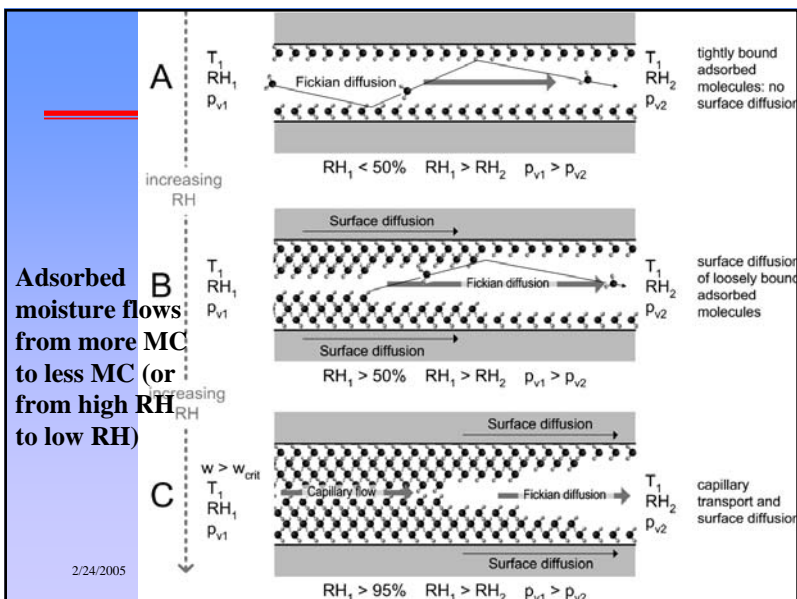 Adsorbed
moisture flows
from more MC
to less MC (or
from high RH
to low RH)
2/24/2005
increasing
RH
increasing
RH
A
T1
RH1
pv1
Fickian diffusion
T1
RH2
pv2
tightly bound
adsorbed
molecules: no
surface diffusion
RH1 < 50% RH1 > RH2 pv1 > pv2
B
Surface diffusion
T1
RH1
pv1
Fickian diffusion
T1
RH2
pv2
surface diffusion
of loosely bound
adsorbed
molecules
Surface diffusion
RH1 > 50% RH1 > RH2 pv1 > pv2
C
Surface diffusion
w > wcrit
T1
RH1
pv1
Capillary flow
Fickian diffusion
T1
RH2
pv2
capillary
transport and
surface diffusion
Surface diffusion
RH1 > 95% RH1 > RH2 pv1 > pv2